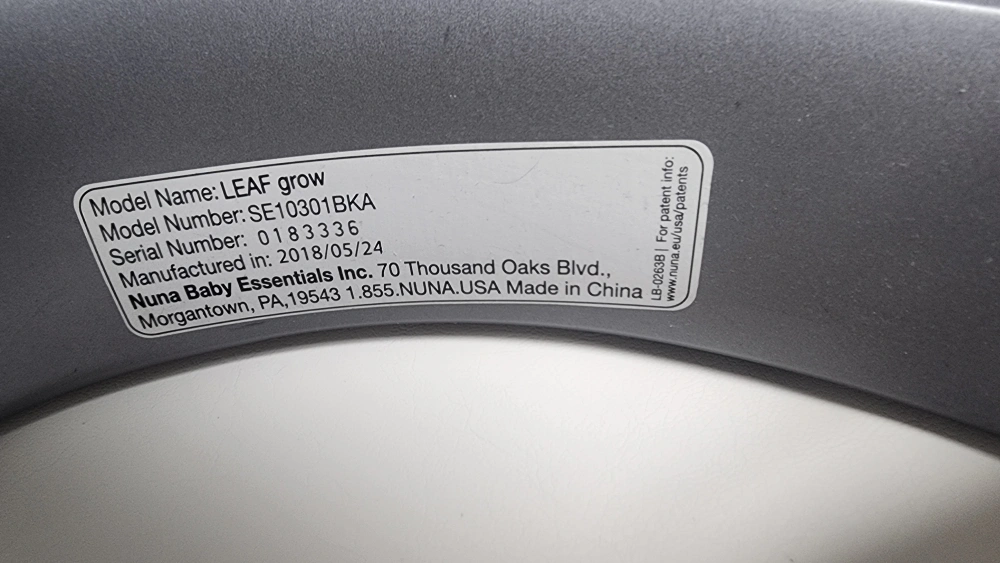 Model Name: LEAF grow
Model Number: SE10301BKA
Serial Number: 0183336
Manufactured in: 2018/05/24
Nuna Baby Essentials Inc. 70 Thousand Oaks Blvd.,
Morgantown, PA,19543 1.855.NUNA.USA Made in China
LB-0263B | For patent info:
www.nuna.eu/usa/patents